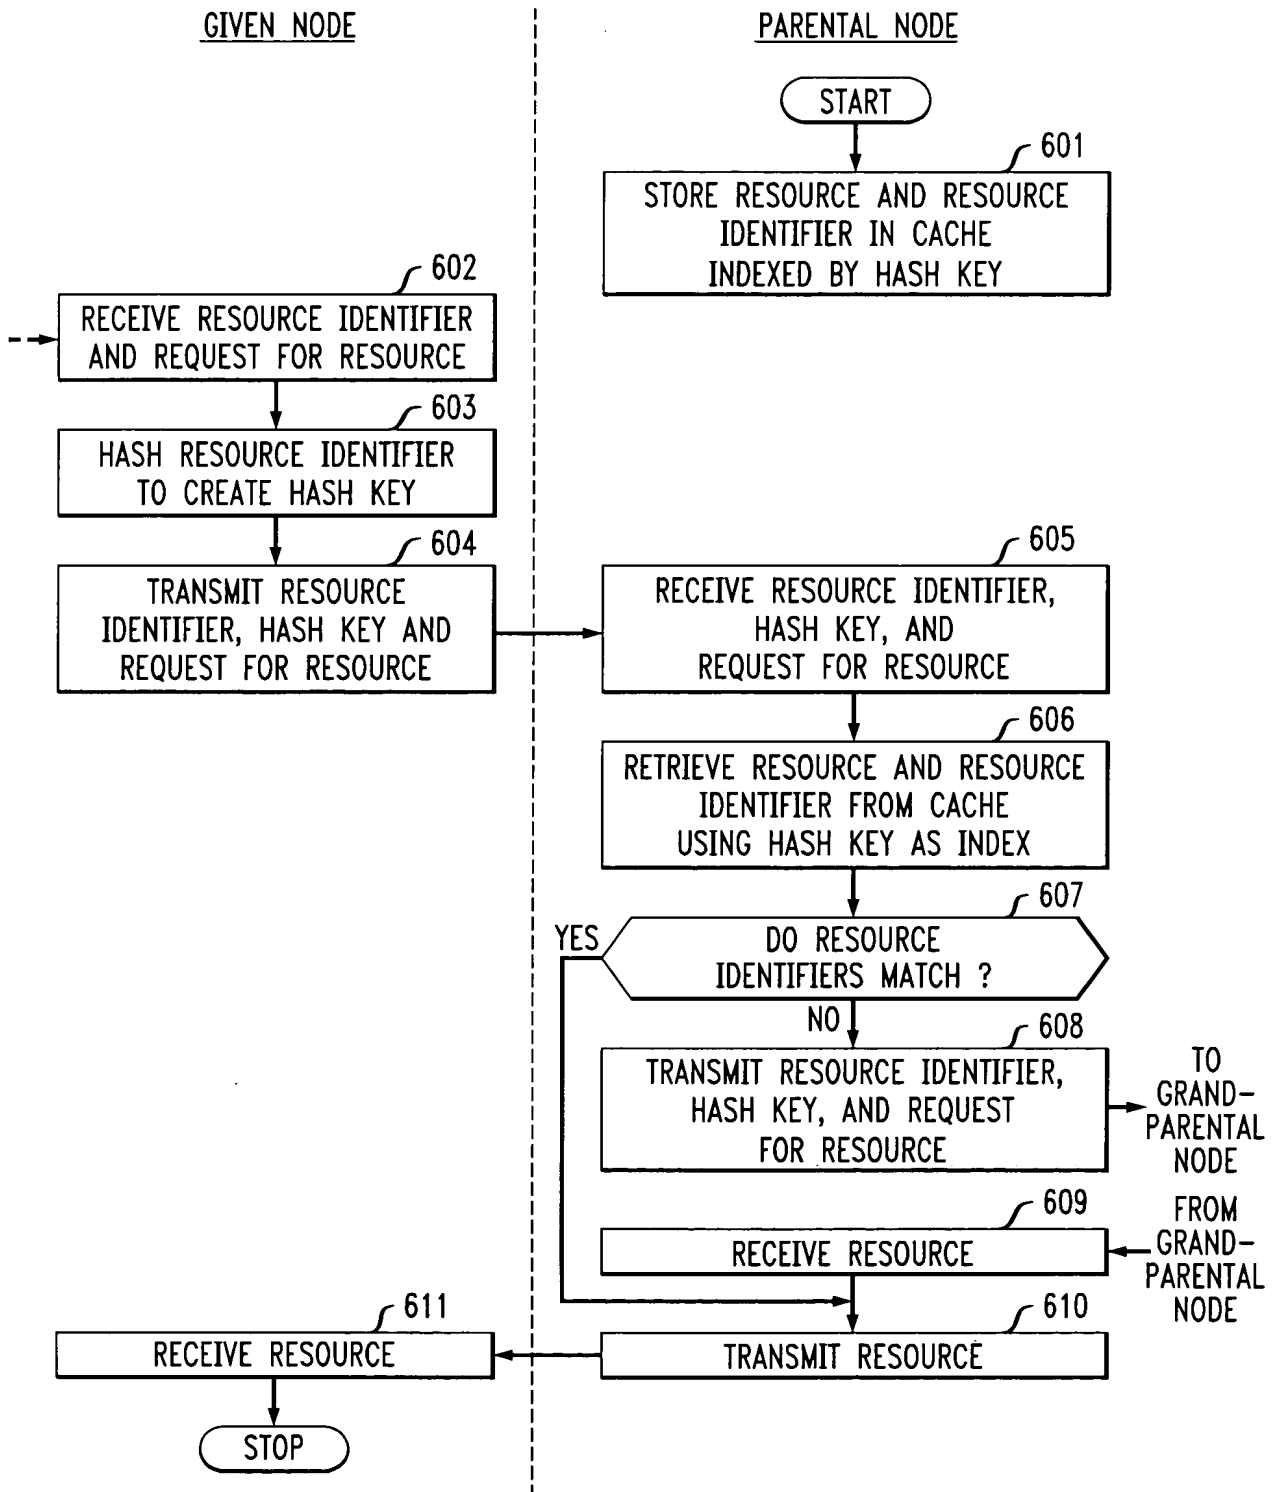 GIVEN NODE
PARENTAL NODE
START
601
STORE RESOURCE AND RESOURCE
IDENTIFIER IN CACHE
INDEXED BY HASH KEY
602
RECEIVE RESOURCE IDENTIFIER
AND REQUEST FOR RESOURCE
603
HASH RESOURCE IDENTIFIER
TO CREATE HASH KEY
604
TRANSMIT RESOURCE
IDENTIFIER, HASH KEY AND
REQUEST FOR RESOURCE
605
RECEIVE RESOURCE IDENTIFIER,
HASH KEY, AND
REQUEST FOR RESOURCE
606
RETRIEVE RESOURCE AND RESOURCE
IDENTIFIER FROM CACHE
USING HASH KEY AS INDEX
607
YES
DO RESOURCE
IDENTIFIERS MATCH ?
NO
608
TRANSMIT RESOURCE IDENTIFIER,
HASH KEY, AND REQUEST
FOR RESOURCE
TO
GRAND-
PARENTAL
NODE
609
RECEIVE RESOURCE
FROM
GRAND-
PARENTAL
NODE
610
TRANSMIT RESOURCE
611
RECEIVE RESOURCE
STOP